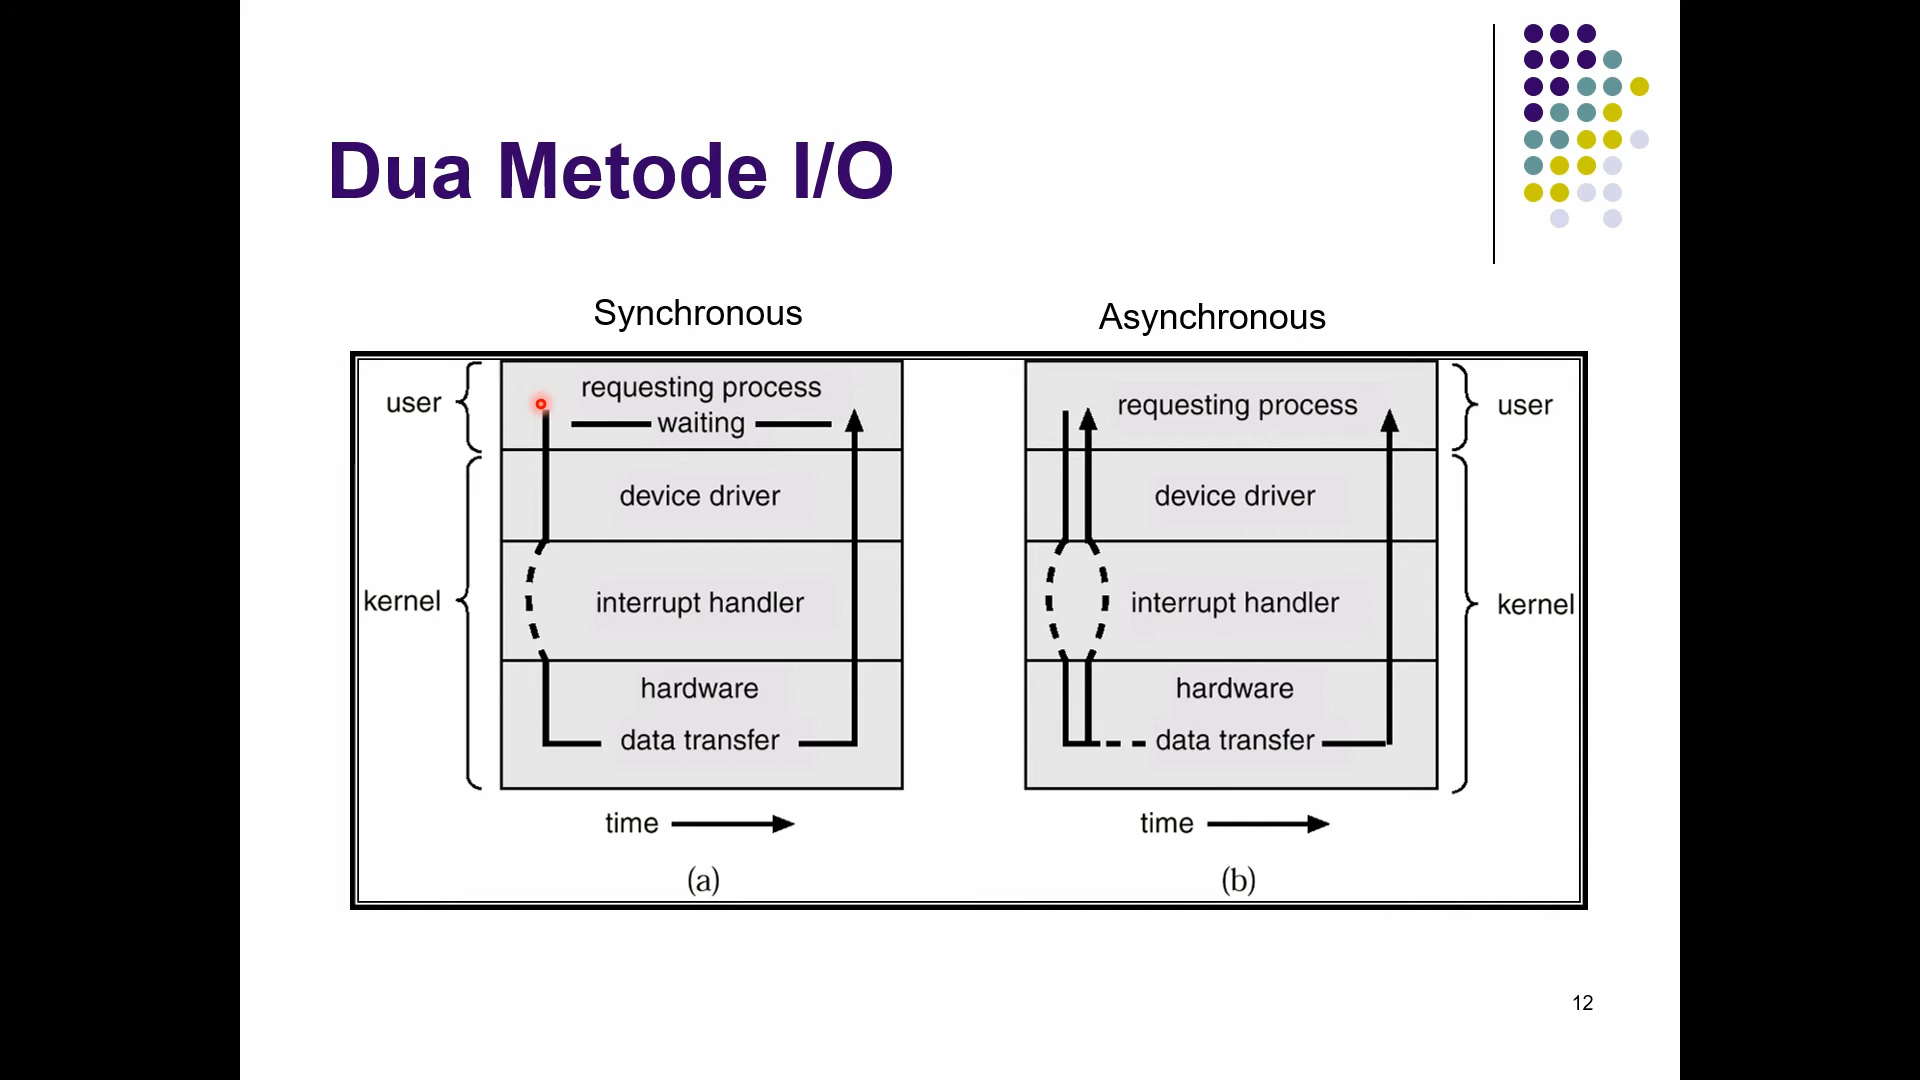 Dua Metode I/O
Synchronous
Asynchronous
user
requesting process
waiting
device driver
kernel
interrupt handler
hardware
data transfer
time
(a)
requesting process
user
device driver
interrupt handler
kernel
hardware
data transfer
time
(b)
12